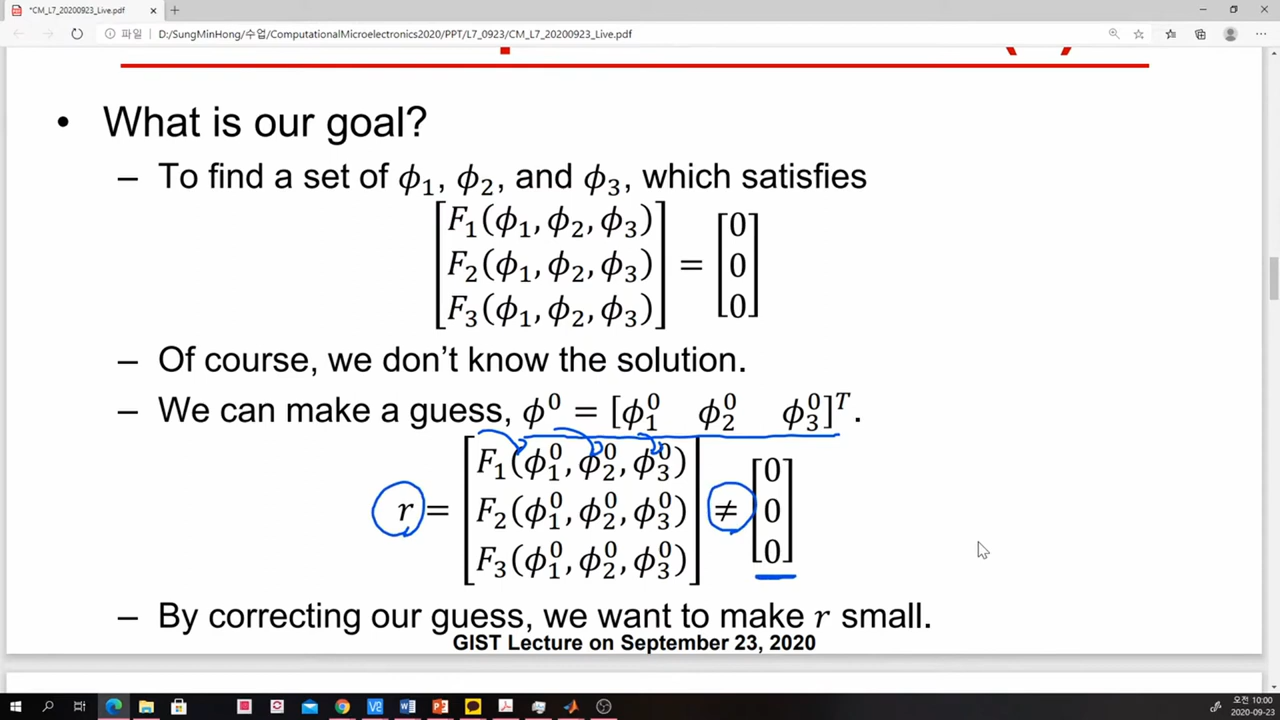 *CM_L7_20200923_Live.pdf
파일 D:/SungMinHong/수업/ComputationalMicroelectronics2020/PPT/L7_0923/CM_L7_20200923_Live.pdf
• What is our goal?
– To find a set of ϕ₁, ϕ₂, and ϕ₃, which satisfies
[F₁(ϕ₁, ϕ₂, ϕ₃)] [0]
[F₂(ϕ₁, ϕ₂, ϕ₃)] = [0]
[F₃(ϕ₁, ϕ₂, ϕ₃)] [0]
– Of course, we don't know the solution.
– We can make a guess, ϕ⁰ = [ϕ₁⁰ ϕ₂⁰ ϕ₃⁰]ᵀ.
[F₁(ϕ₁⁰, ϕ₂⁰, ϕ₃⁰)] [0]
r = [F₂(ϕ₁⁰, ϕ₂⁰, ϕ₃⁰)] ≠ [0]
[F₃(ϕ₁⁰, ϕ₂⁰, ϕ₃⁰)] [0]
– By correcting our guess, we want to make r small.
GIST Lecture on September 23, 2020
오전 10:00
2020-09-23